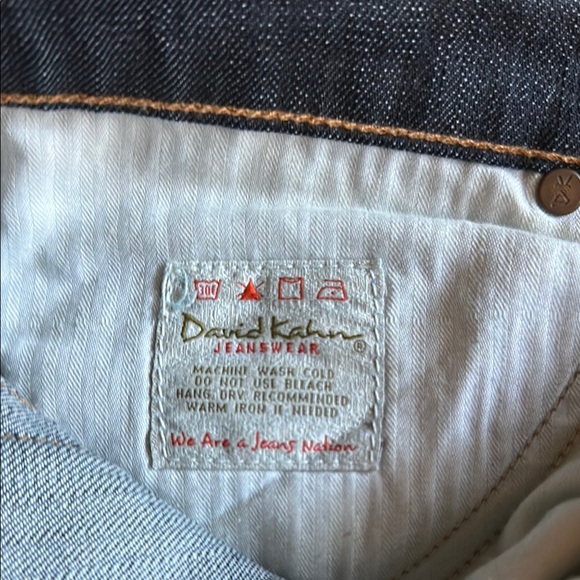 30°
David Kahn ®
JEANSWEAR
MACHINE WASH COLD
DO NOT USE BLEACH
HANG DRY RECOMMENDED
WARM IRON IF NEEDED
We Are a Jeans Nation